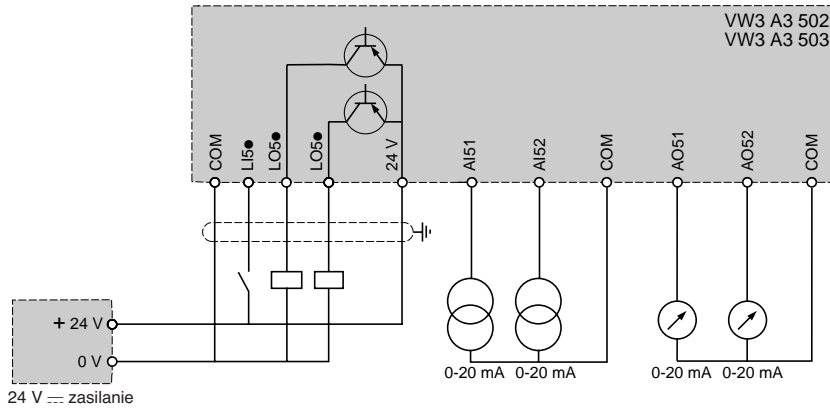 VW3 A3 502
VW3 A3 503
COM
LI5●
LO5●
LO5●
24 V
AI51
AI52
COM
AO51
AO52
COM
+ 24 V
0 V
0-20 mA
0-20 mA
0-20 mA
0-20 mA
24 V ⎓ zasilanie